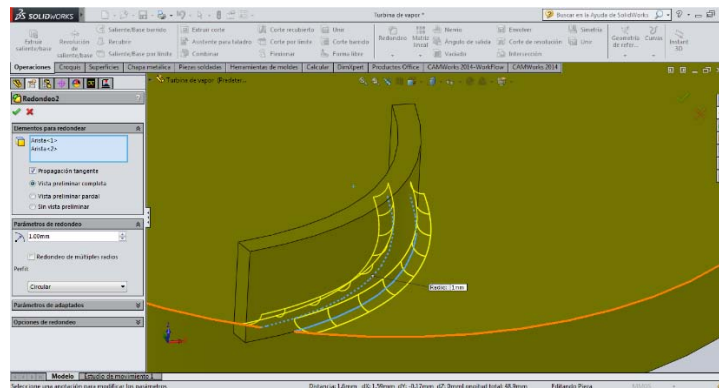 SOLIDWORKS
Turbina de vapor *
Buscar en la Ayuda de SolidWorks
Extruir saliente/base
Revolución de saliente/base
Saliente/Base barrido
Recubrir
Saliente/Base por límite
Extruir corte
Asistente para taladro
Corte recubierto
Corte por límite
Corte barrido
Redondeo
Matriz lineal
Nervio
Ángulo de salida
Vaciado
Envolver
Corte de revolución
Intersección
Simetría
Geometría de refer...
Curvas
Instant 3D
Operaciones
Croquis
Superficies
Chapa metálica
Piezas soldadas
Herramientas de moldes
Calcular
DimXpert
Productos Office
CAMWorks 2014-WorkFlow
CAMWorks 2014
Turbina de vapor (Predeter...
Redondeo2
Elementos para redondear
Arista<1>
Arista<2>
Propagación tangente
Vista preliminar completa
Vista preliminar parcial
Sin vista preliminar
Parámetros de redondeo
1.00mm
Redondeo de múltiples radios
Perfil:
Circular
Radio: 1mm
Parámetros de adaptados
Opciones de redondeo
Modelo
Estudio de movimiento 1
Seleccione una anotación para modificar los parámetros.
Editando Pieza